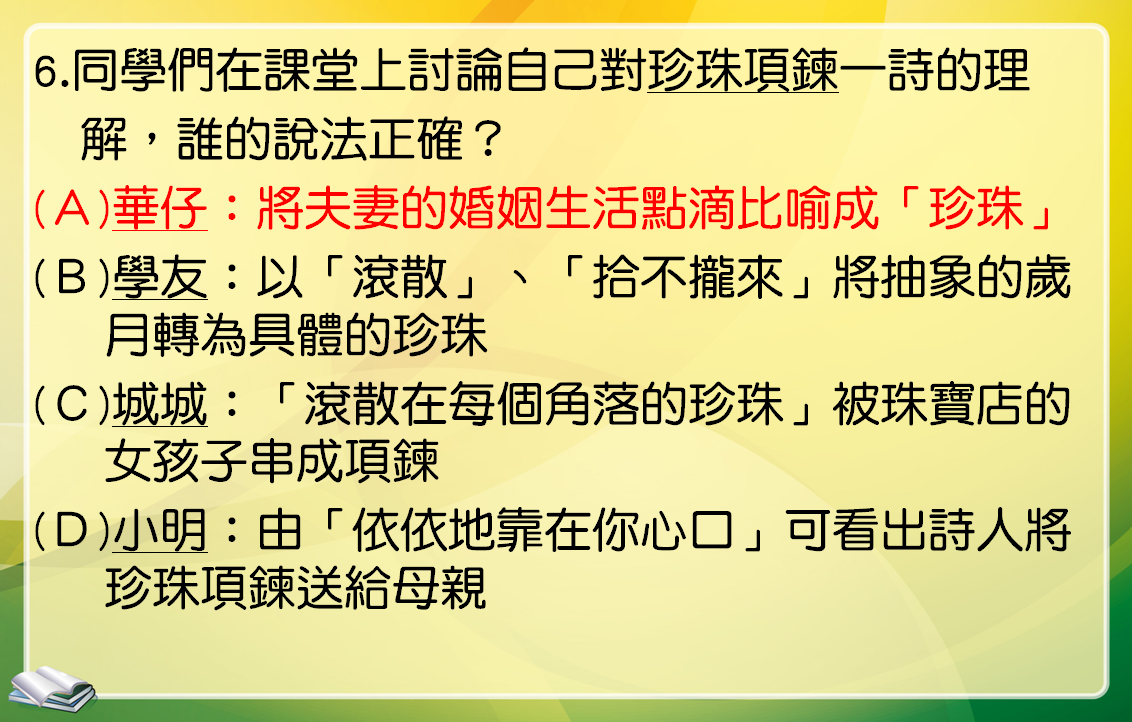 6.同學們在課堂上討論自己對珍珠項鍊一詩的理
解，誰的說法正確？
(Ａ)華仔：將夫妻的婚姻生活點滴比喻成「珍珠」
(Ｂ)學友：以「滾散」、「拾不攏來」將抽象的歲
月轉為具體的珍珠
(Ｃ)城城：「滾散在每個角落的珍珠」被珠寶店的
女孩子串成項鍊
(Ｄ)小明：由「依依地靠在你心口」可看出詩人將
珍珠項鍊送給母親